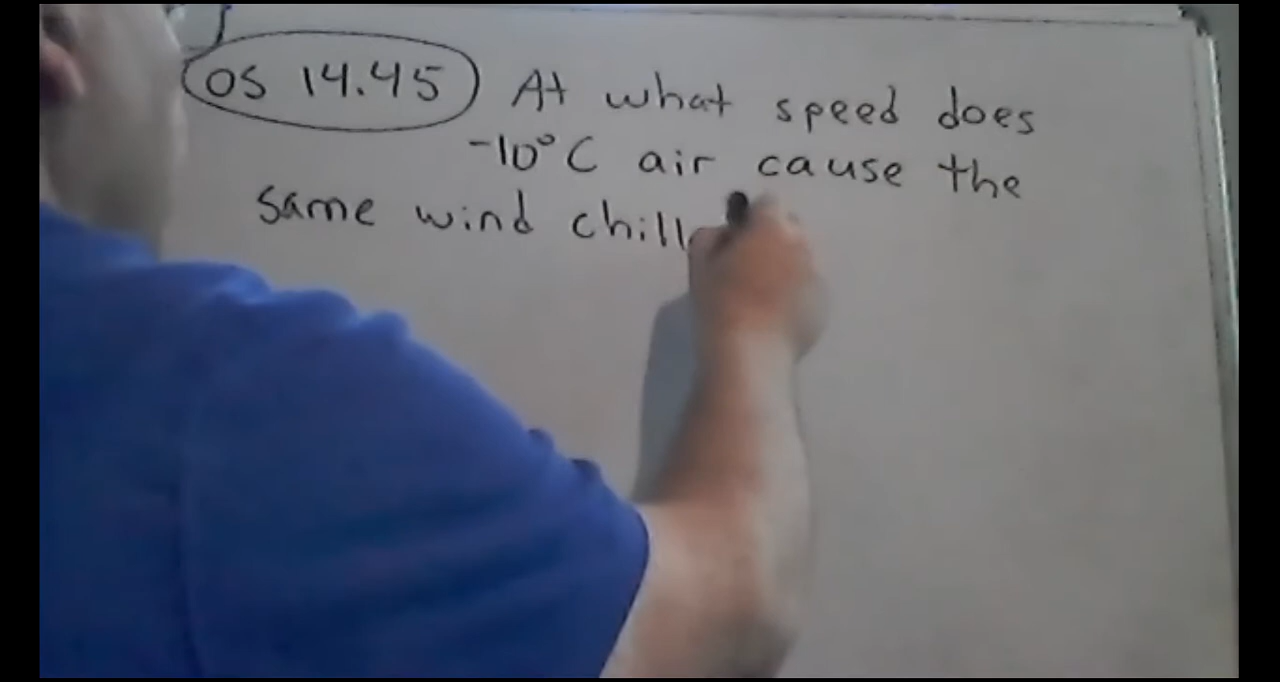 OS 14.45 At what speed does
-10°C air cause the
same wind chill